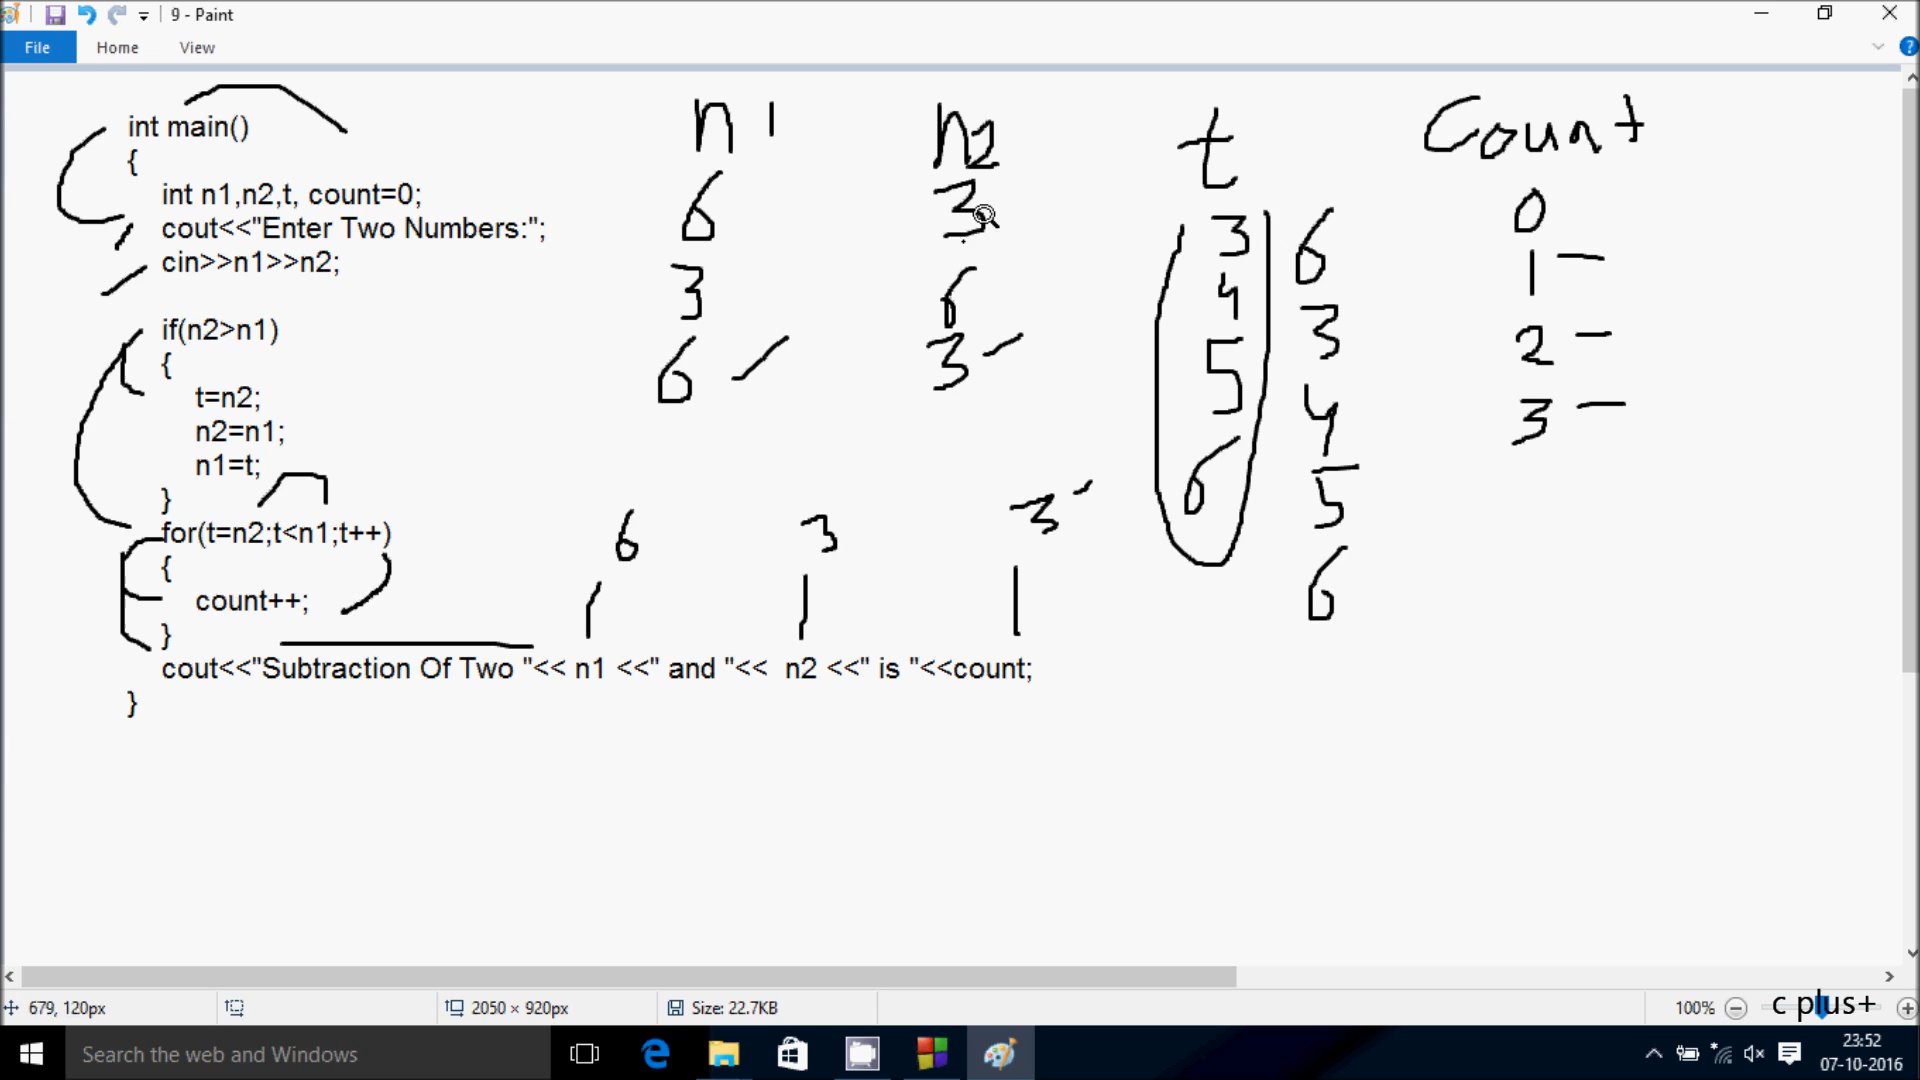 9 - Paint
File Home View
int main()
{
int n1,n2,t, count=0;
cout<<"Enter Two Numbers:";
cin>>n1>>n2;
if(n2>n1)
{
t=n2;
n2=n1;
n1=t;
}
for(t=n2;t<n1;t++)
{
count++;
}
cout<<"Subtraction Of Two "<< n1 <<" and "<< n2 <<" is "<<count;
}
n1 n2 t Count
6 3 3 6 0
3 6 4 3 1
6 3 5 4 2
6 5 3
6
6 3 3
679, 120px 2050 × 920px Size: 22.7KB 100%
c plus+
Search the web and Windows
23:52
07-10-2016